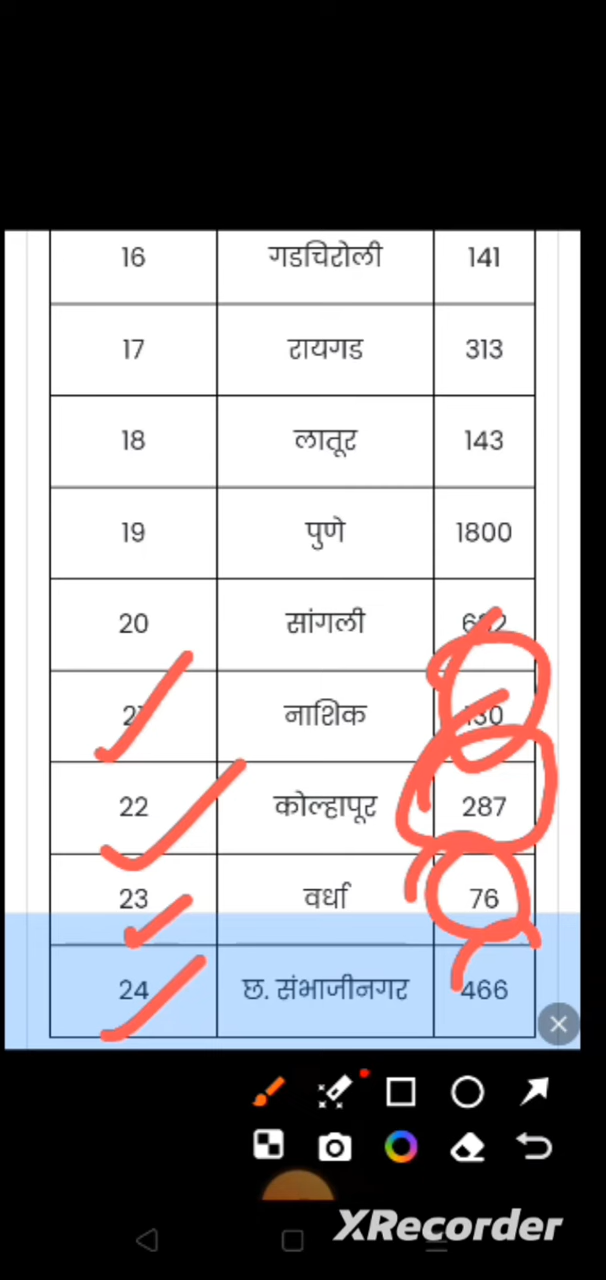 16 गडचिरोली 141
17 रायगड 313
18 लातूर 143
19 पुणे 1800
20 सांगली
नाशिक 130
22 कोल्हापूर 287
23 वर्धा 76
24 छ. संभाजीनगर 466
XRecorder